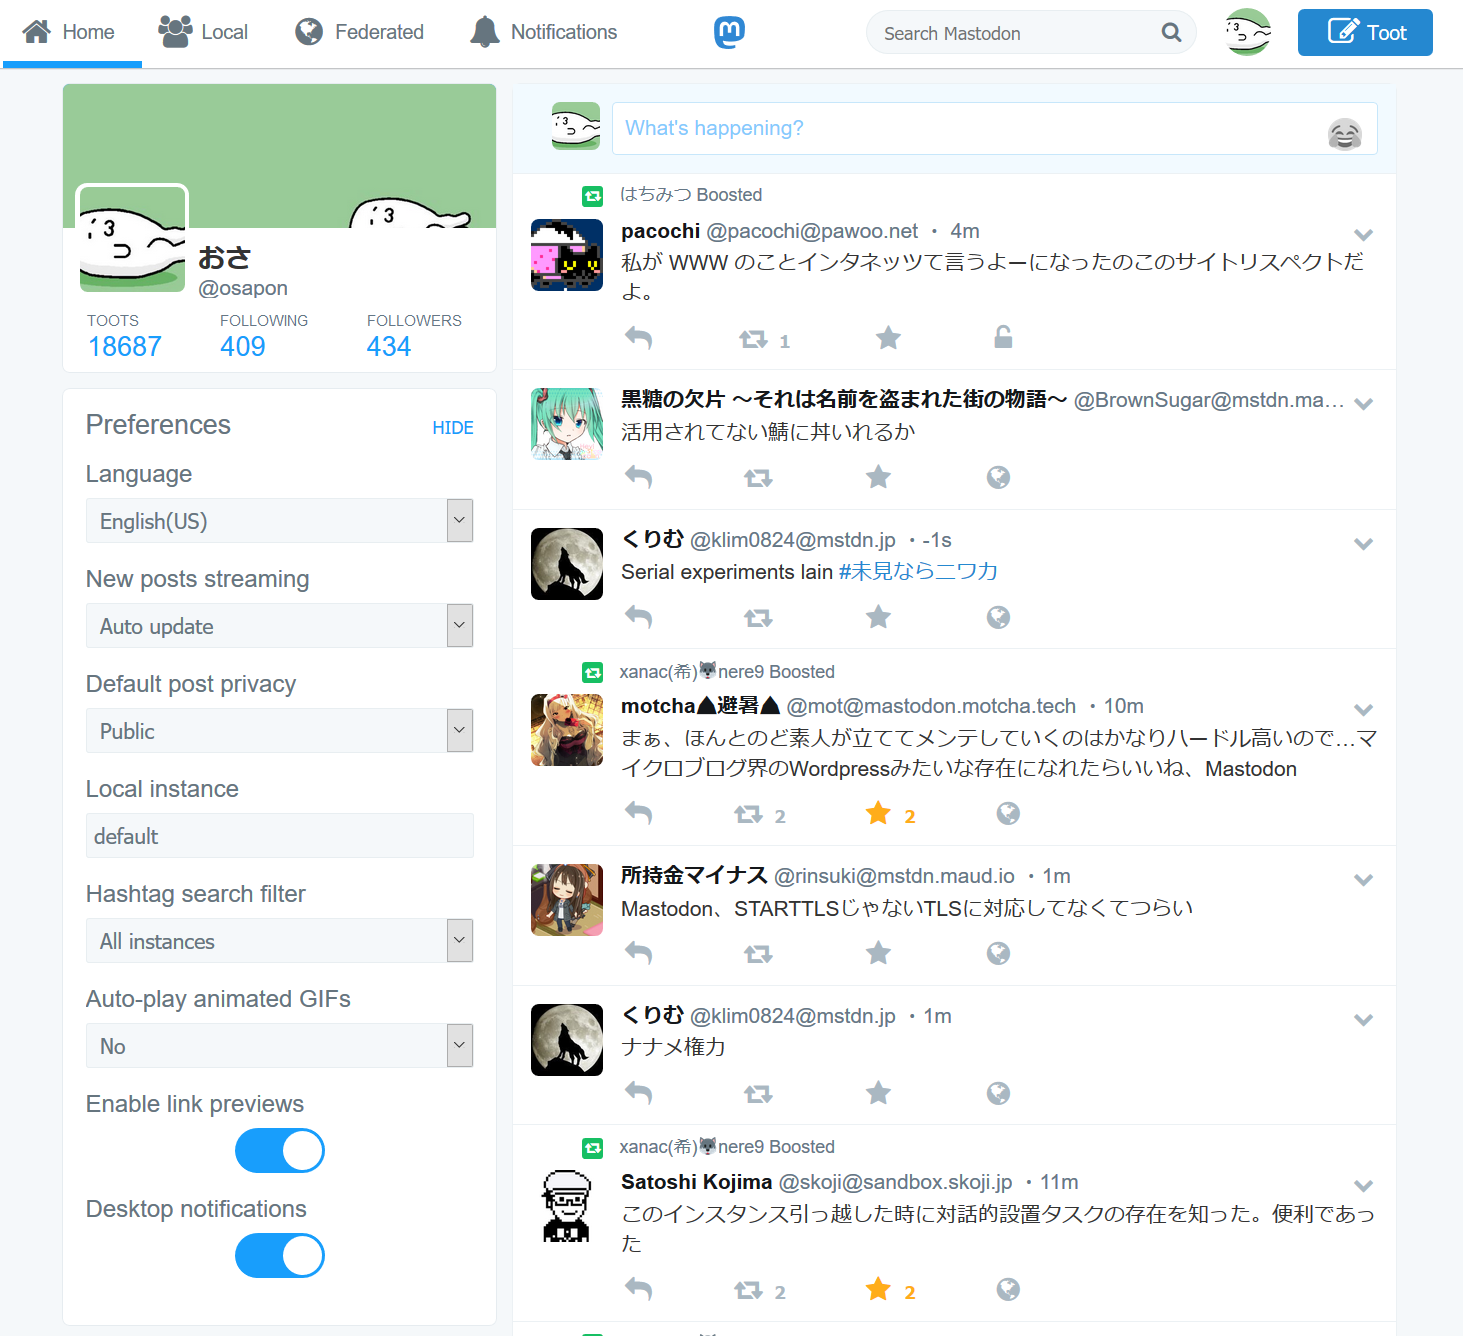 Home
Local
Federated
Notifications
Search Mastodon
Toot
おさ
@osapon
TOOTS
FOLLOWING
FOLLOWERS
18687
409
434
Preferences
HIDE
Language
English(US)
New posts streaming
Auto update
Default post privacy
Public
Local instance
default
Hashtag search filter
All instances
Auto-play animated GIFs
No
Enable link previews
Desktop notifications
What's happening?
はちみつ Boosted
pacochi @pacochi@pawoo.net ・ 4m
私が WWW のことインタネッツて言うよーになったのこのサイトリスペクトだ
よ。
1
黒糖の欠片 〜それは名前を盗まれた街の物語〜 @BrownSugar@mstdn.ma…
活用されてない鯖に丼いれるか
くりむ @klim0824@mstdn.jp ・-1s
Serial experiments lain #未見ならニワカ
xanac(希)🐺nere9 Boosted
motcha▲避暑▲ @mot@mastodon.motcha.tech ・10m
まぁ、ほんとのど素人が立ててメンテしていくのはかなりハードル高いので…マ
イクロブログ界のWordpressみたいな存在になれたらいいね、Mastodon
2
2
所持金マイナス @rinsuki@mstdn.maud.io ・1m
Mastodon、STARTTLSじゃないTLSに対応してなくてつらい
くりむ @klim0824@mstdn.jp ・1m
ナナメ権力
xanac(希)🐺nere9 Boosted
Satoshi Kojima @skoji@sandbox.skoji.jp ・11m
このインスタンス引っ越した時に対話的設置タスクの存在を知った。便利であっ
た
2
2